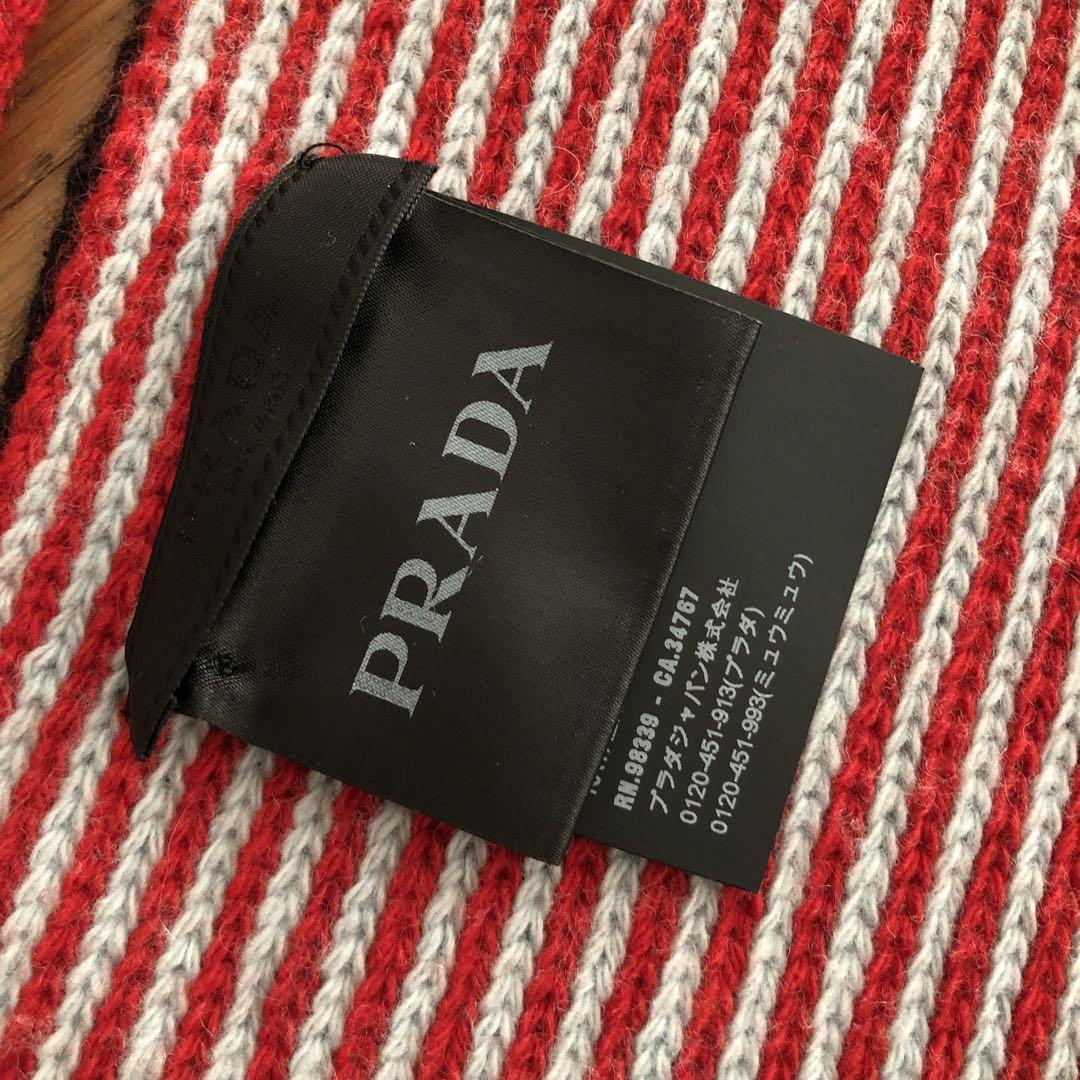 PRADA
PRADA
RN.98339 - CA.34767
プラダジャパン株式会社
0120-451-913(プラダ)
0120-451-993(ミュウミュウ)